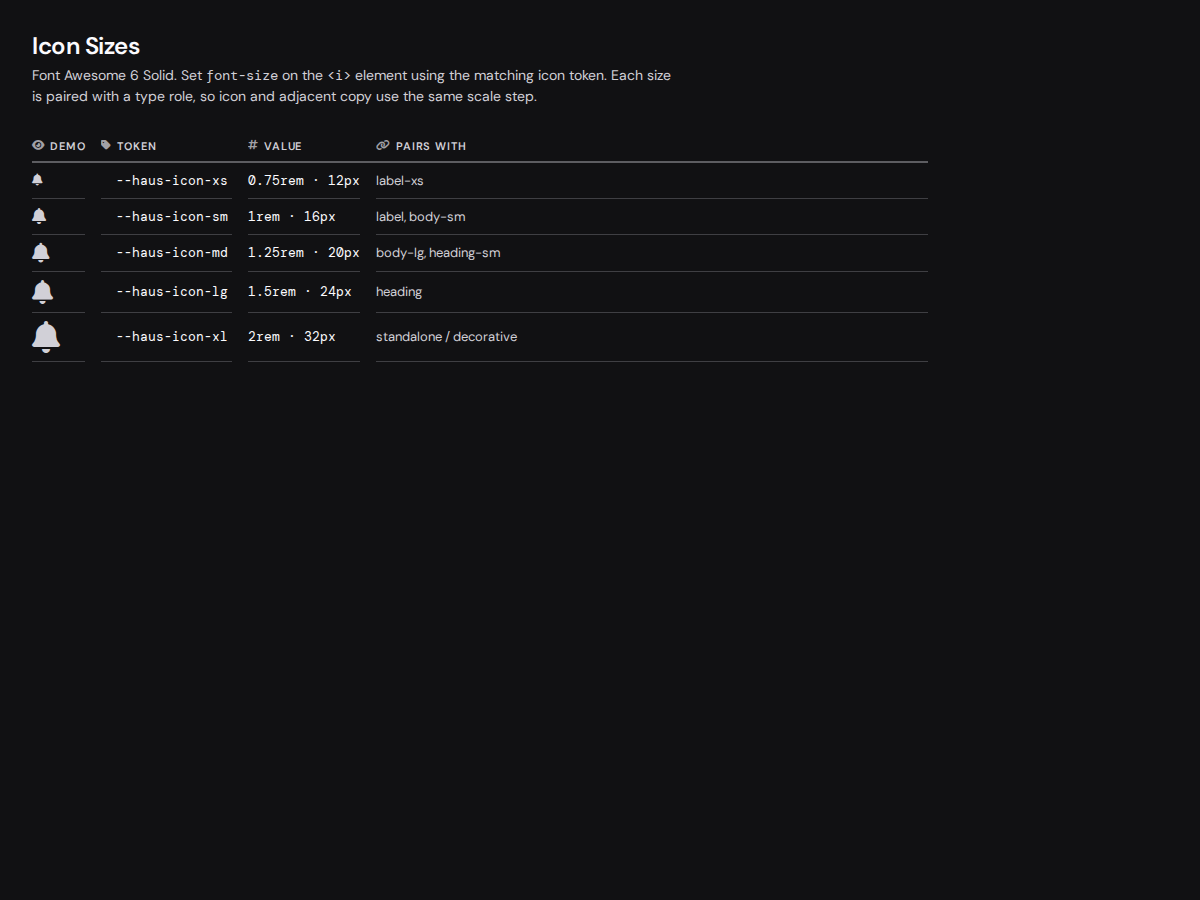 Icon Sizes
Font Awesome 6 Solid. Set font-size on the <i> element using the matching icon token. Each size
is paired with a type role, so icon and adjacent copy use the same scale step.
DEMO TOKEN # VALUE PAIRS WITH
--haus-icon-xs 0.75rem · 12px label-xs
--haus-icon-sm 1rem · 16px label, body-sm
--haus-icon-md 1.25rem · 20px body-lg, heading-sm
--haus-icon-lg 1.5rem · 24px heading
--haus-icon-xl 2rem · 32px standalone / decorative